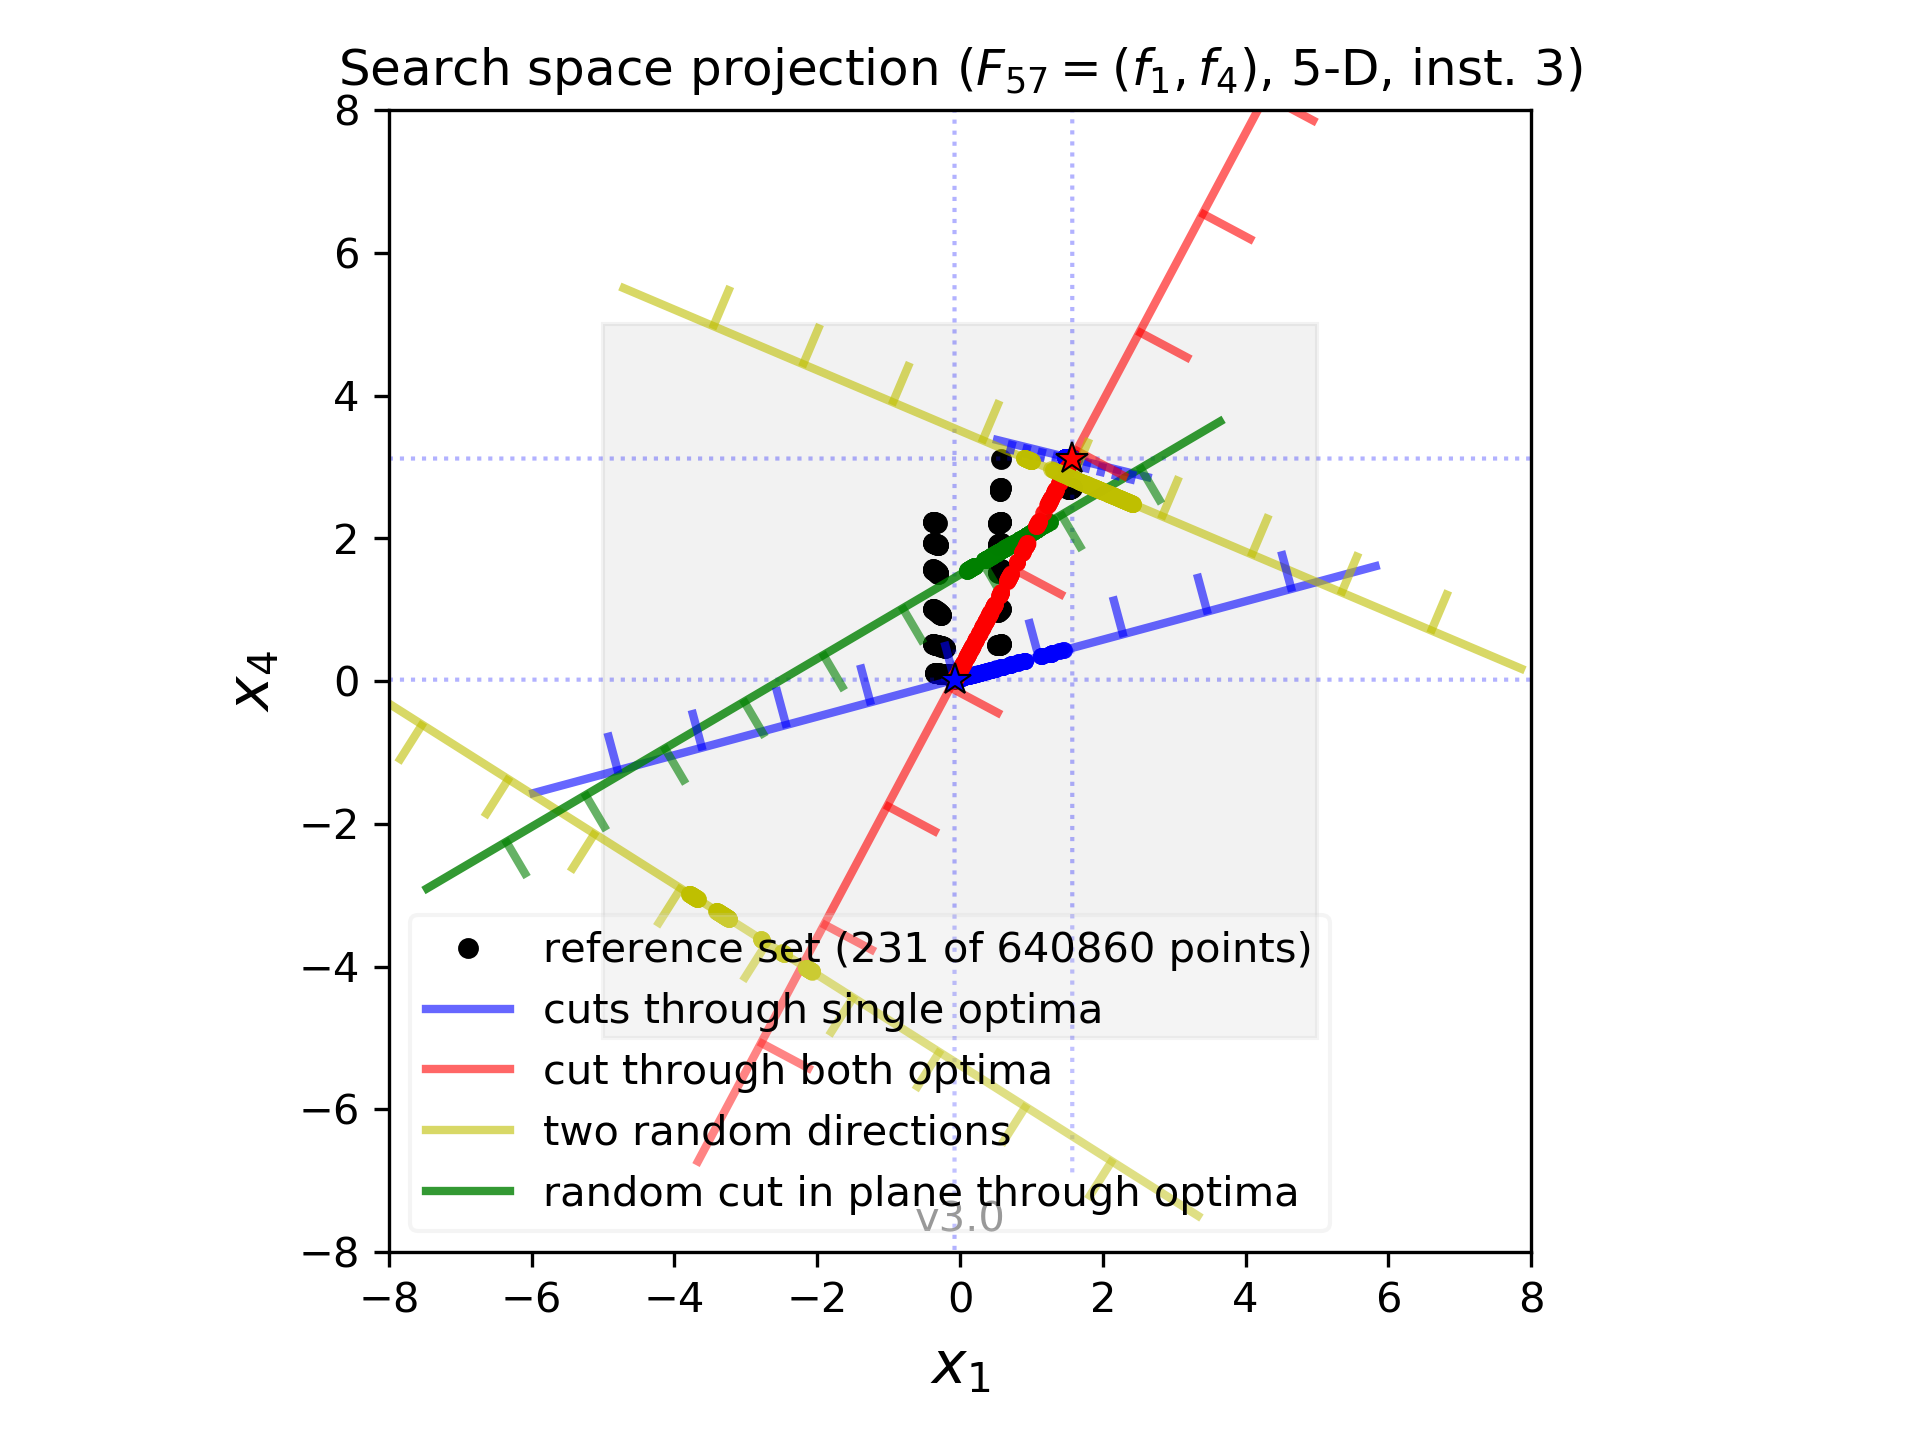 Search space projection (F₅₇ = (f₁, f₄), 5-D, inst. 3)
8
6
4
2
0
−2
−4
−6
−8
x₄
reference set (231 of 640860 points)
cuts through single optima
cut through both optima
two random directions
random cut in plane through optima
v3.0
−8 −6 −4 −2 0 2 4 6 8
x₁